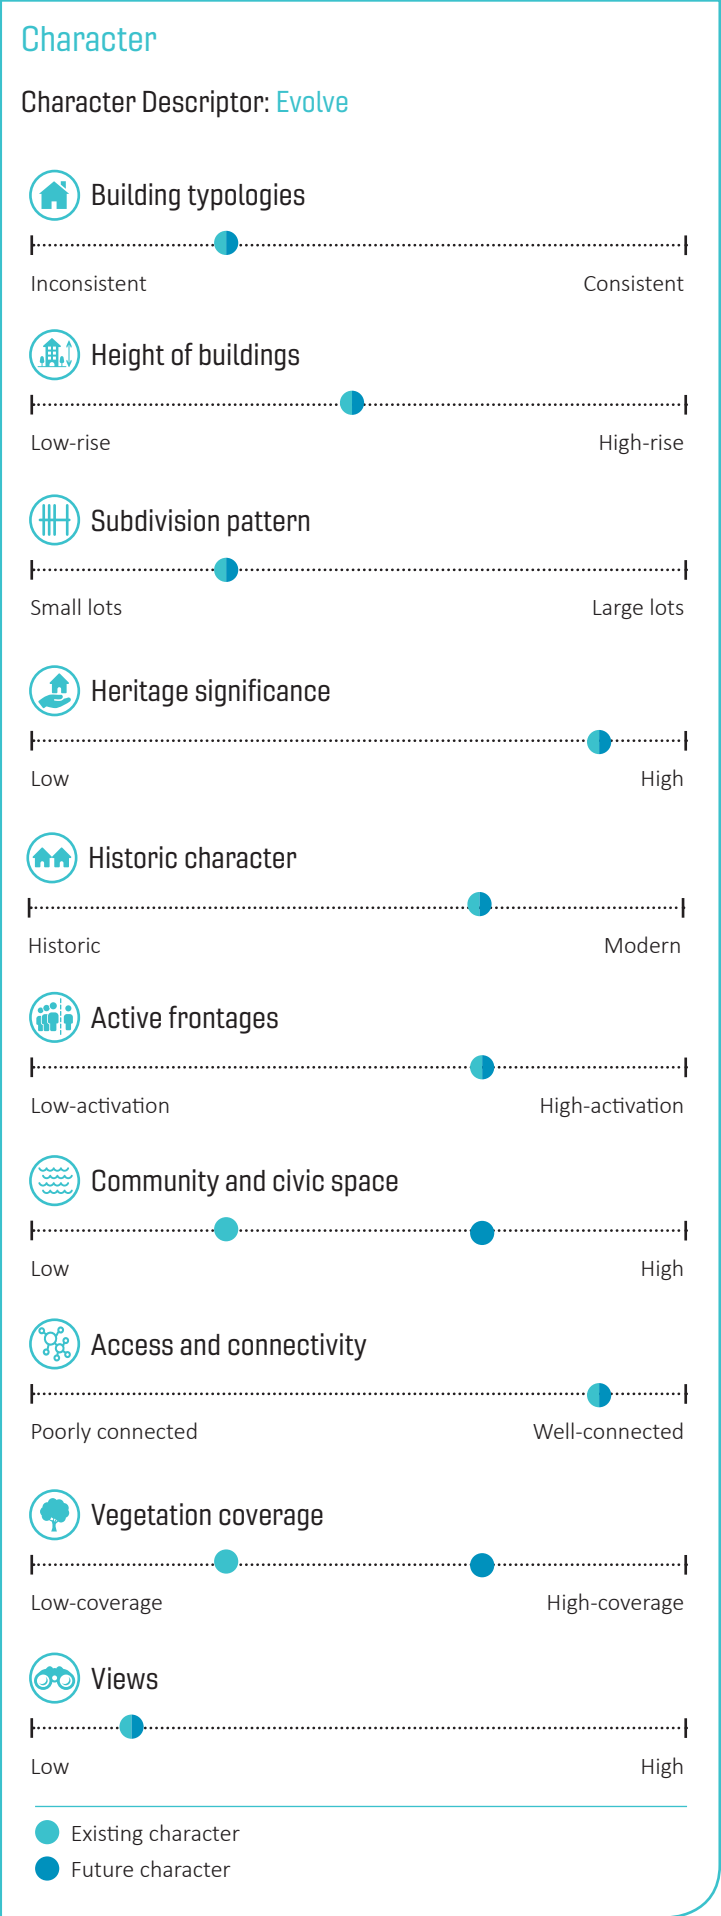 Character
Character Descriptor: Evolve
Building typologies
Inconsistent Consistent
Height of buildings
Low-rise High-rise
Subdivision pattern
Small lots Large lots
Heritage significance
Low High
Historic character
Historic Modern
Active frontages
Low-activation High-activation
Community and civic space
Low High
Access and connectivity
Poorly connected Well-connected
Vegetation coverage
Low-coverage High-coverage
Views
Low High
Existing character
Future character